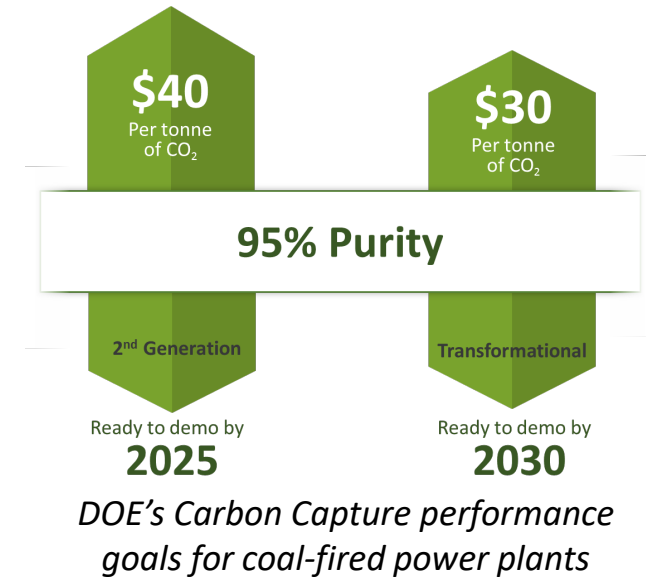 $40
Per tonne
of CO₂
$30
Per tonne
of CO₂
95% Purity
2nd Generation
Transformational
Ready to demo by
2025
Ready to demo by
2030
DOE's Carbon Capture performance
goals for coal-fired power plants